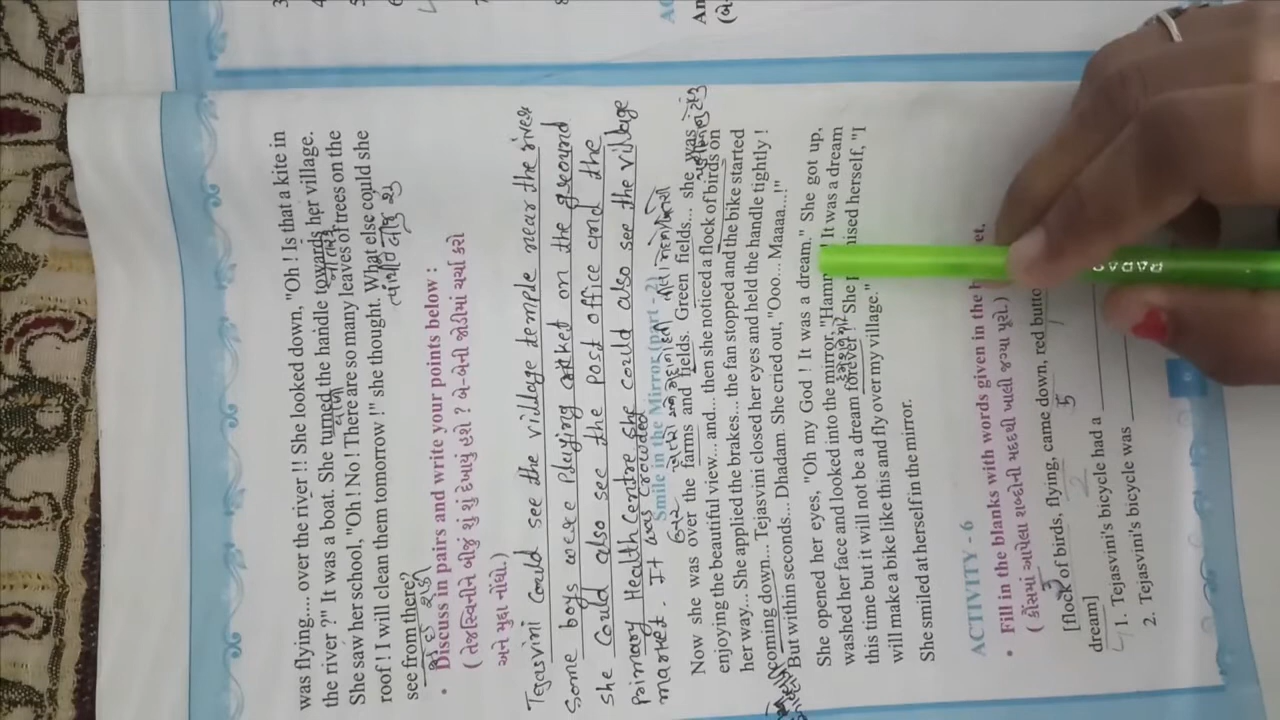 was flying.... over the river !! She looked down, "Oh ! Is that a kite in
the river ?" It was a boat. She turned the handle towards her village.
She saw her school, "Oh ! No ! There are so many leaves of trees on the
roof ! I will clean them tomorrow !" she thought. What else could she
see from there?
• Discuss in pairs and write your points below :
( તેજસ્વિનીને બીજું શું શું દેખાયું હશે ? બે-બેની જોડીમાં ચર્ચા કરો
અને મુદ્દા નોંધો.)
Tejasvini Could see the village temple near the river
Some boys were playing cricket on the ground
she Could also see the post office and the
primary Health Centre she could also see the village
market. It was crowded
Smile in the Mirror (part - 2)
Now she was over the farms and fields. Green fields... she was
enjoying the beautiful view...and... then she noticed a flock of birds on
her way... She applied the brakes... the fan stopped and the bike started
coming down... Tejasvini closed her eyes and held the handle tightly !
But within seconds.... Dhadam. She cried out, "Ooo... Maaaa....!"
She opened her eyes, "Oh my God ! It was a dream." She got up,
washed her face and looked into the mirror. It was a dream
this time but it will not be a dream forever ! She herself, "I
will make a bike like this and fly over my village."
She smiled at herself in the mirror.
ACTIVITY - 6
• Fill in the blanks with words given in the
( કૌંસમાં આપેલા શબ્દોની મદદથી ખાલી જગ્યા પૂરો.)
[flock of birds, flying, came down, red
dream]
1. Tejasvini's bicycle had a
2. Tejasvini's bicycle was